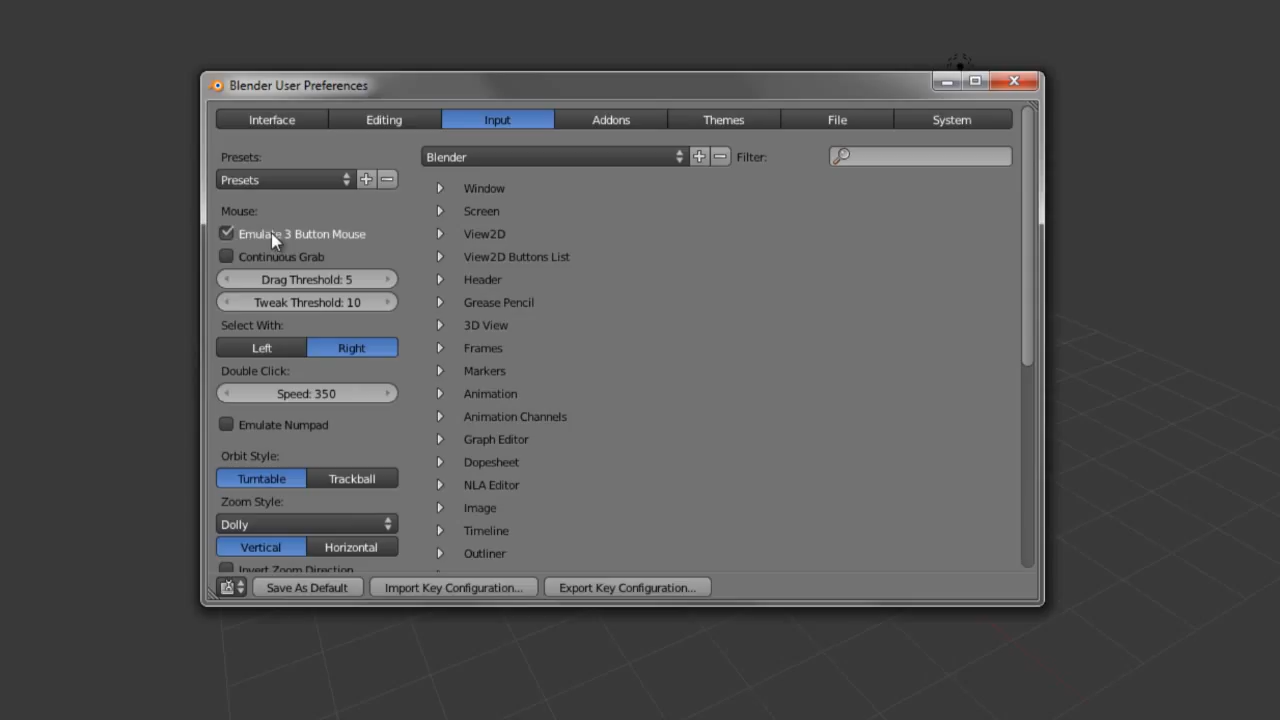 Blender User Preferences
Interface
Editing
Input
Addons
Themes
File
System
Presets:
Presets
Mouse:
Emulate 3 Button Mouse
Continuous Grab
Drag Threshold: 5
Tweak Threshold: 10
Select With:
Left
Right
Double Click:
Speed: 350
Emulate Numpad
Orbit Style:
Turntable
Trackball
Zoom Style:
Dolly
Vertical
Horizontal
Invert Zoom Direction
Blender
Filter:
Window
Screen
View2D
View2D Buttons List
Header
Grease Pencil
3D View
Frames
Markers
Animation
Animation Channels
Graph Editor
Dopesheet
NLA Editor
Image
Timeline
Outliner
Save As Default
Import Key Configuration...
Export Key Configuration...